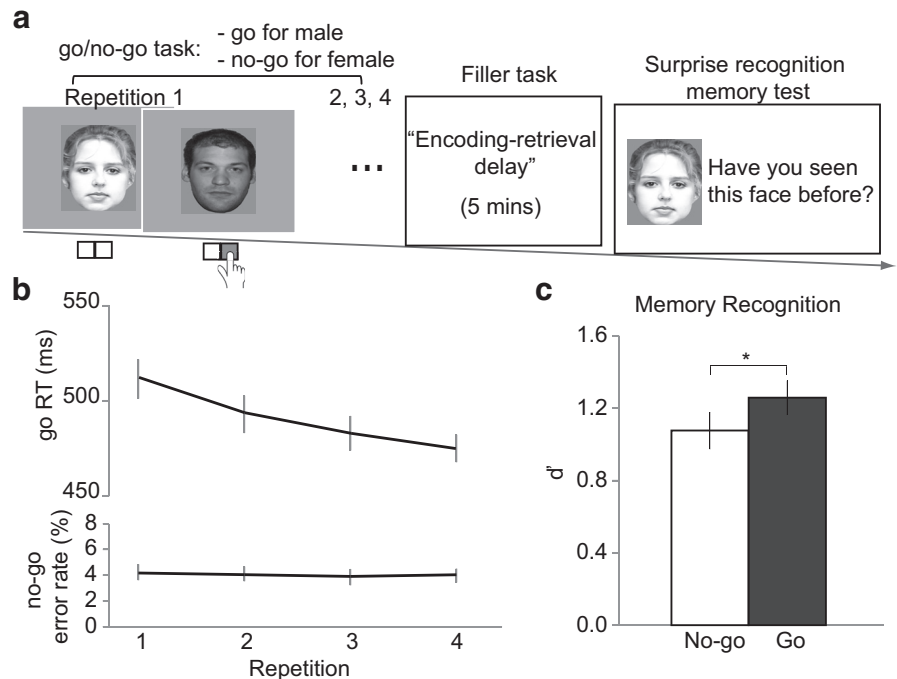 a
go/no-go task:
- go for male
- no-go for female
Repetition 1
2, 3, 4
...
Filler task
“Encoding-retrieval
delay”
(5 mins)
Surprise recognition
memory test
Have you seen
this face before?
b
550
500
450
go RT (ms)
8
6
4
2
0
no-go
error rate (%)
1 2 3 4
Repetition
c
Memory Recognition
1.6
1.2
0.8
0.4
0.0
d'
*
No-go Go